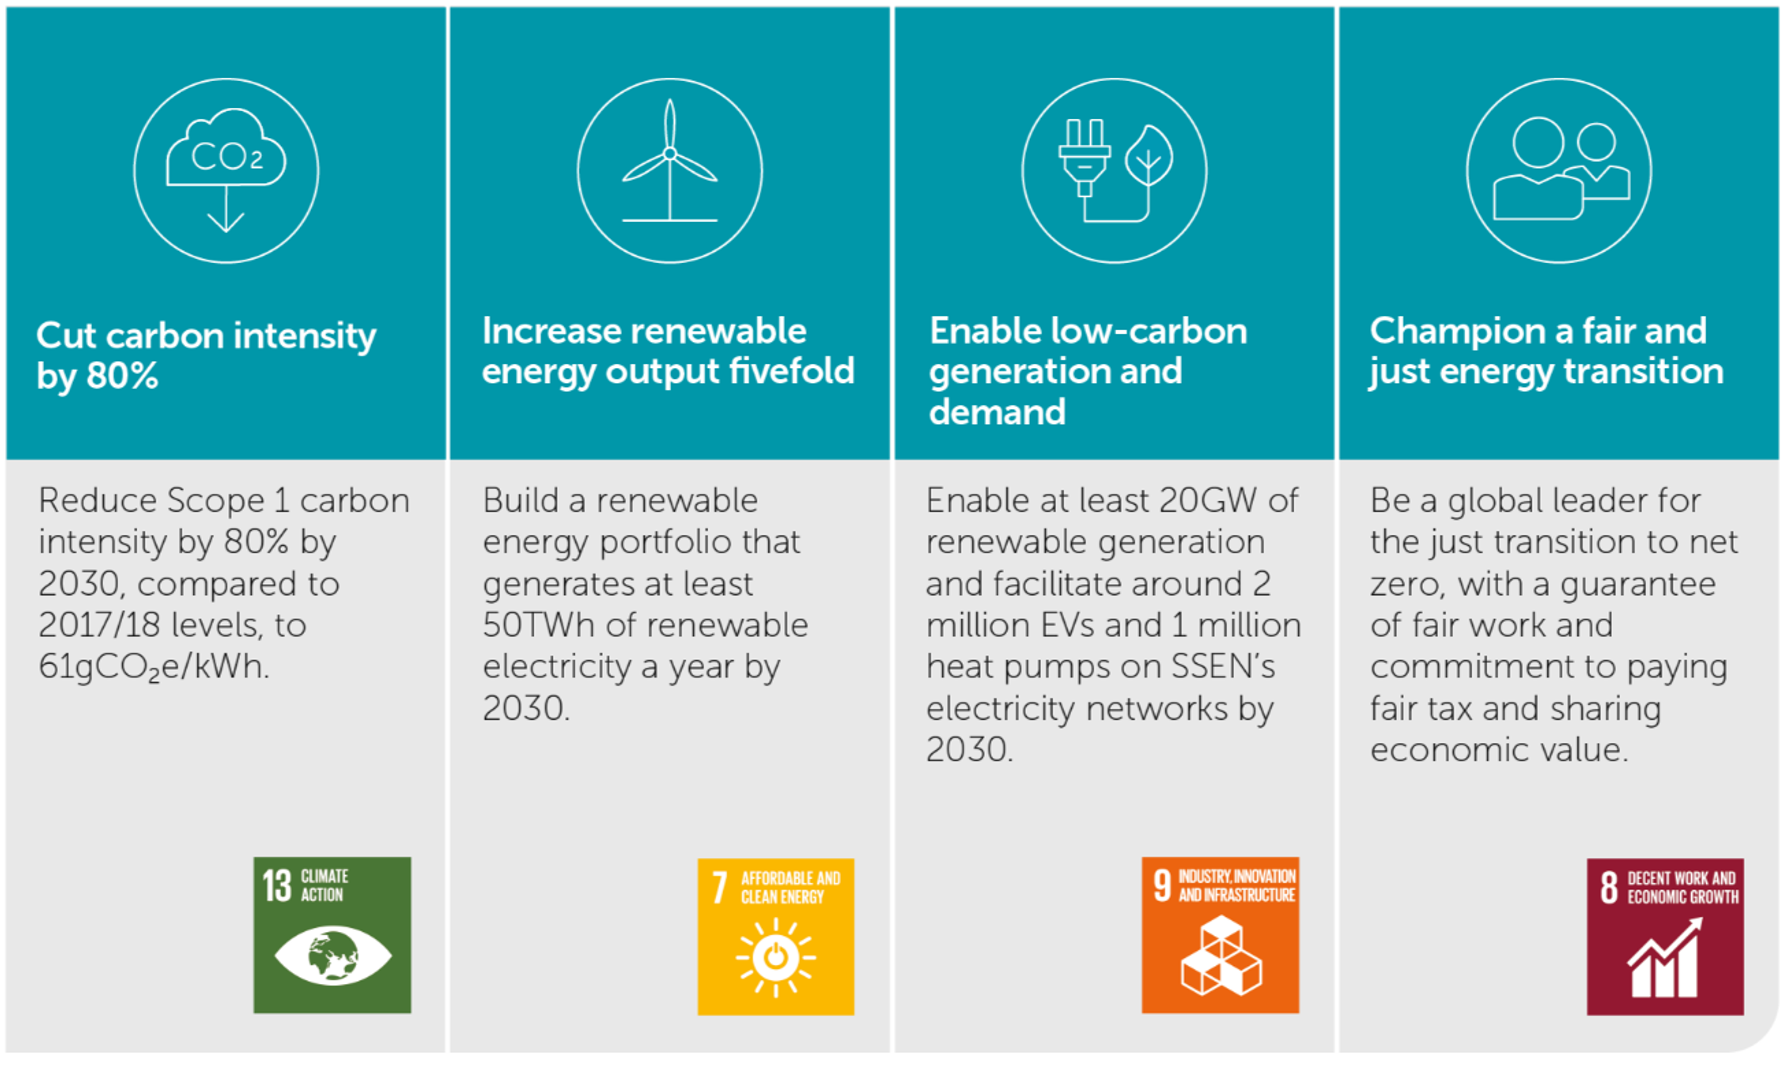 CO2
Cut carbon intensity
by 80%
Reduce Scope 1 carbon
intensity by 80% by
2030, compared to
2017/18 levels, to
61gCO₂e/kWh.
13 CLIMATE
ACTION
Increase renewable
energy output fivefold
Build a renewable
energy portfolio that
generates at least
50TWh of renewable
electricity a year by
2030.
7 AFFORDABLE AND
CLEAN ENERGY
Enable low-carbon
generation and
demand
Enable at least 20GW of
renewable generation
and facilitate around 2
million EVs and 1 million
heat pumps on SSEN’s
electricity networks by
2030.
9 INDUSTRY, INNOVATION
AND INFRASTRUCTURE
Champion a fair and
just energy transition
Be a global leader for
the just transition to net
zero, with a guarantee
of fair work and
commitment to paying
fair tax and sharing
economic value.
8 DECENT WORK AND
ECONOMIC GROWTH